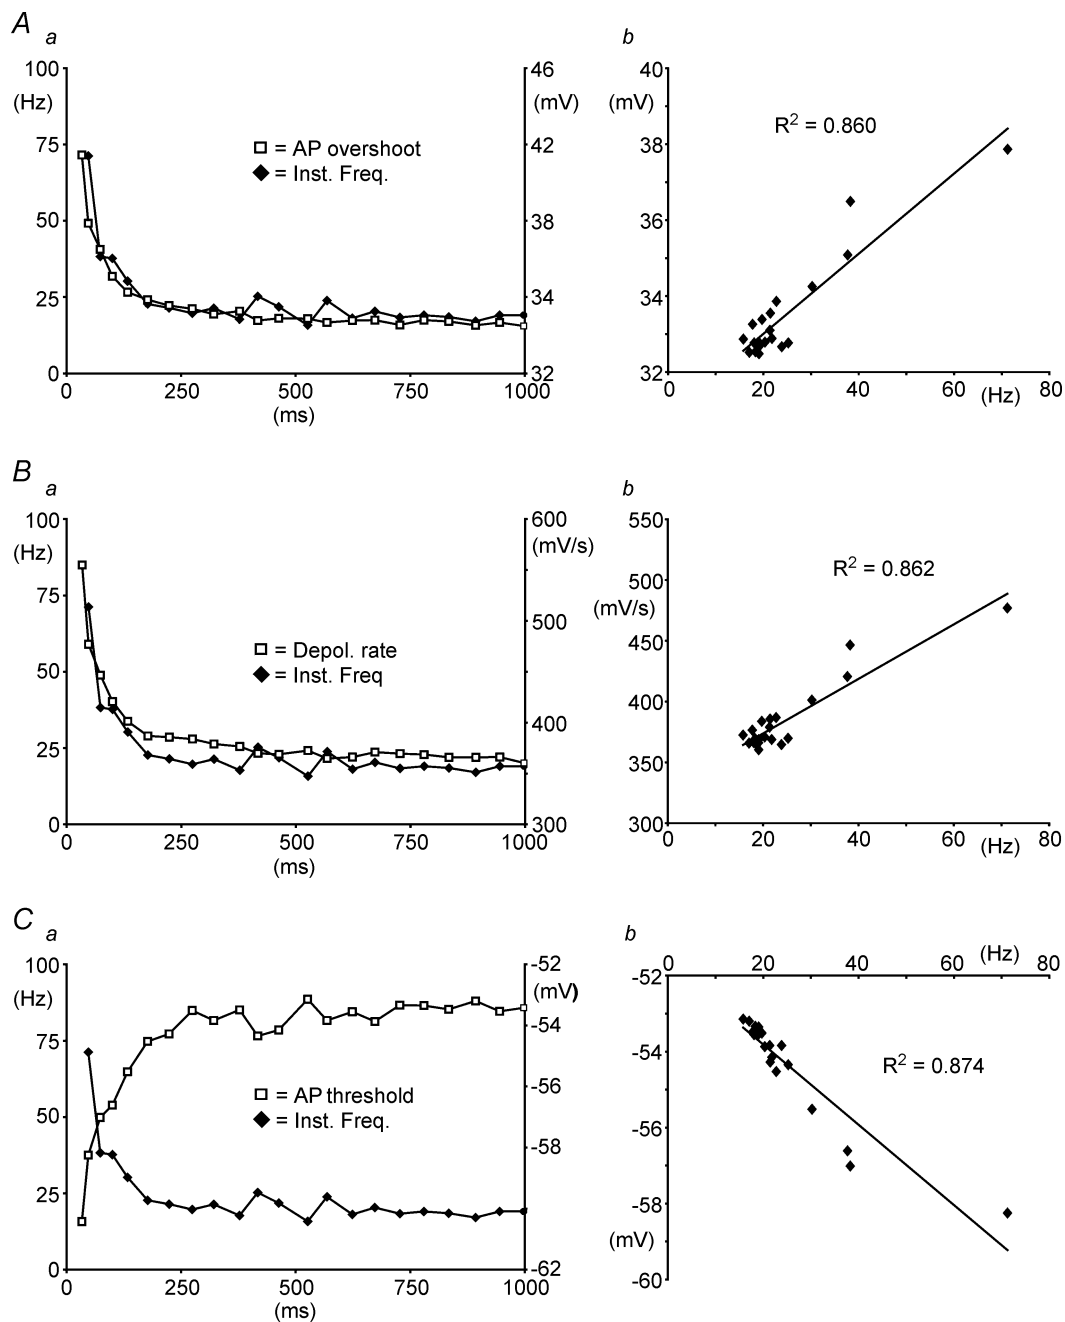 A
a
b
100
(Hz)
75
50
25
0
46
(mV)
42
38
34
32
= AP overshoot
= Inst. Freq.
0
250
500
750
1000
(ms)
40
(mV)
38
36
34
32
R2 = 0.860
0
20
40
60
(Hz)
80
B
a
b
100
(Hz)
75
50
25
0
600
(mV/s)
500
400
300
= Depol. rate
= Inst. Freq
0
250
500
750
1000
(ms)
550
500
(mV/s)
450
400
350
300
R2 = 0.862
0
20
40
60
(Hz)
80
C
a
b
100
(Hz)
75
50
25
0
-52
(mV)
-54
-56
-58
-62
= AP threshold
= Inst. Freq.
0
250
500
750
1000
(ms)
0
20
40
60
(Hz)
80
-52
-54
-56
-58
(mV)
-60
R2 = 0.874